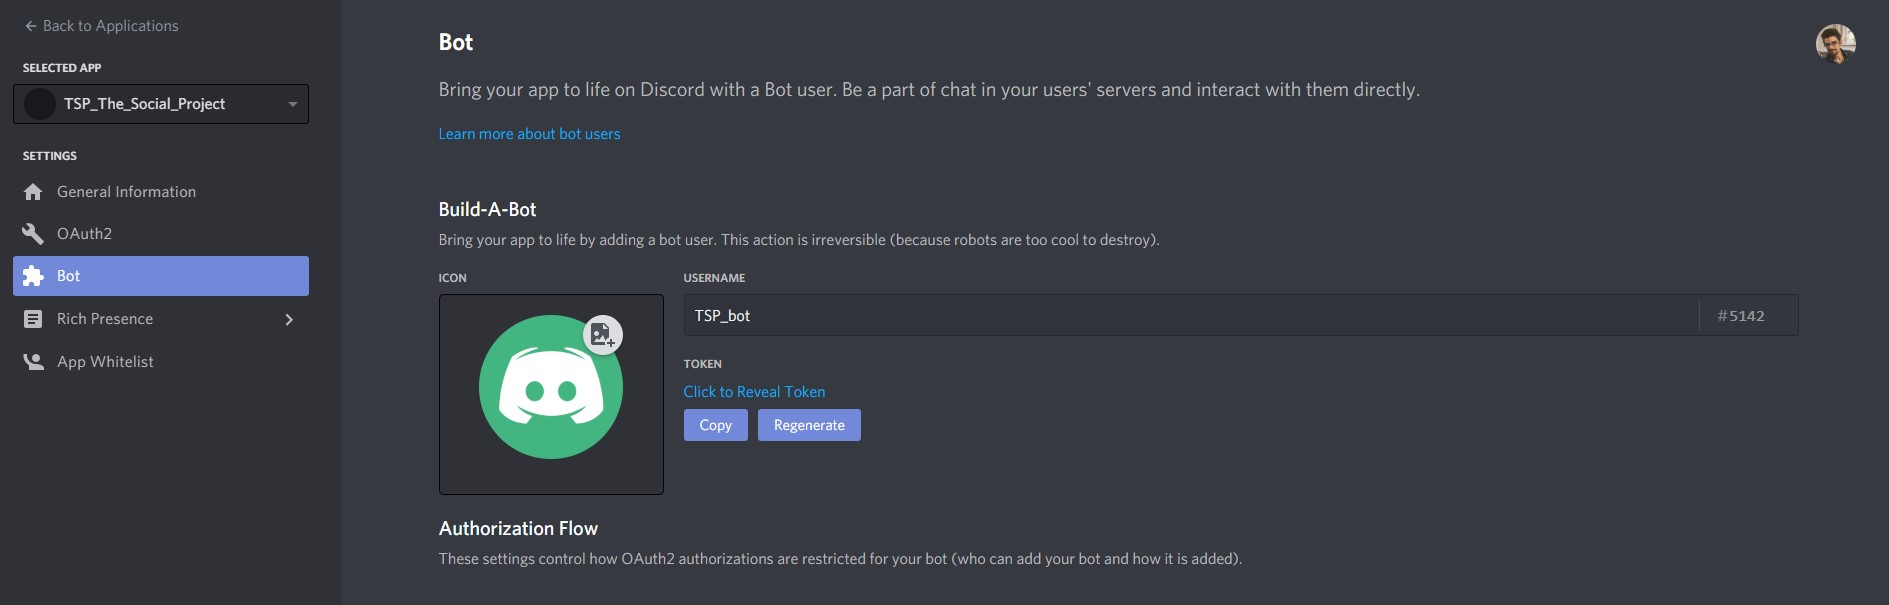 Back to Applications
SELECTED APP
TSP_The_Social_Project
SETTINGS
General Information
OAuth2
Bot
Rich Presence
App Whitelist
Bot
Bring your app to life on Discord with a Bot user. Be a part of chat in your users' servers and interact with them directly.
Learn more about bot users
Build-A-Bot
Bring your app to life by adding a bot user. This action is irreversible (because robots are too cool to destroy).
ICON
USERNAME
TSP_bot
#5142
TOKEN
Click to Reveal Token
Copy
Regenerate
Authorization Flow
These settings control how OAuth2 authorizations are restricted for your bot (who can add your bot and how it is added).